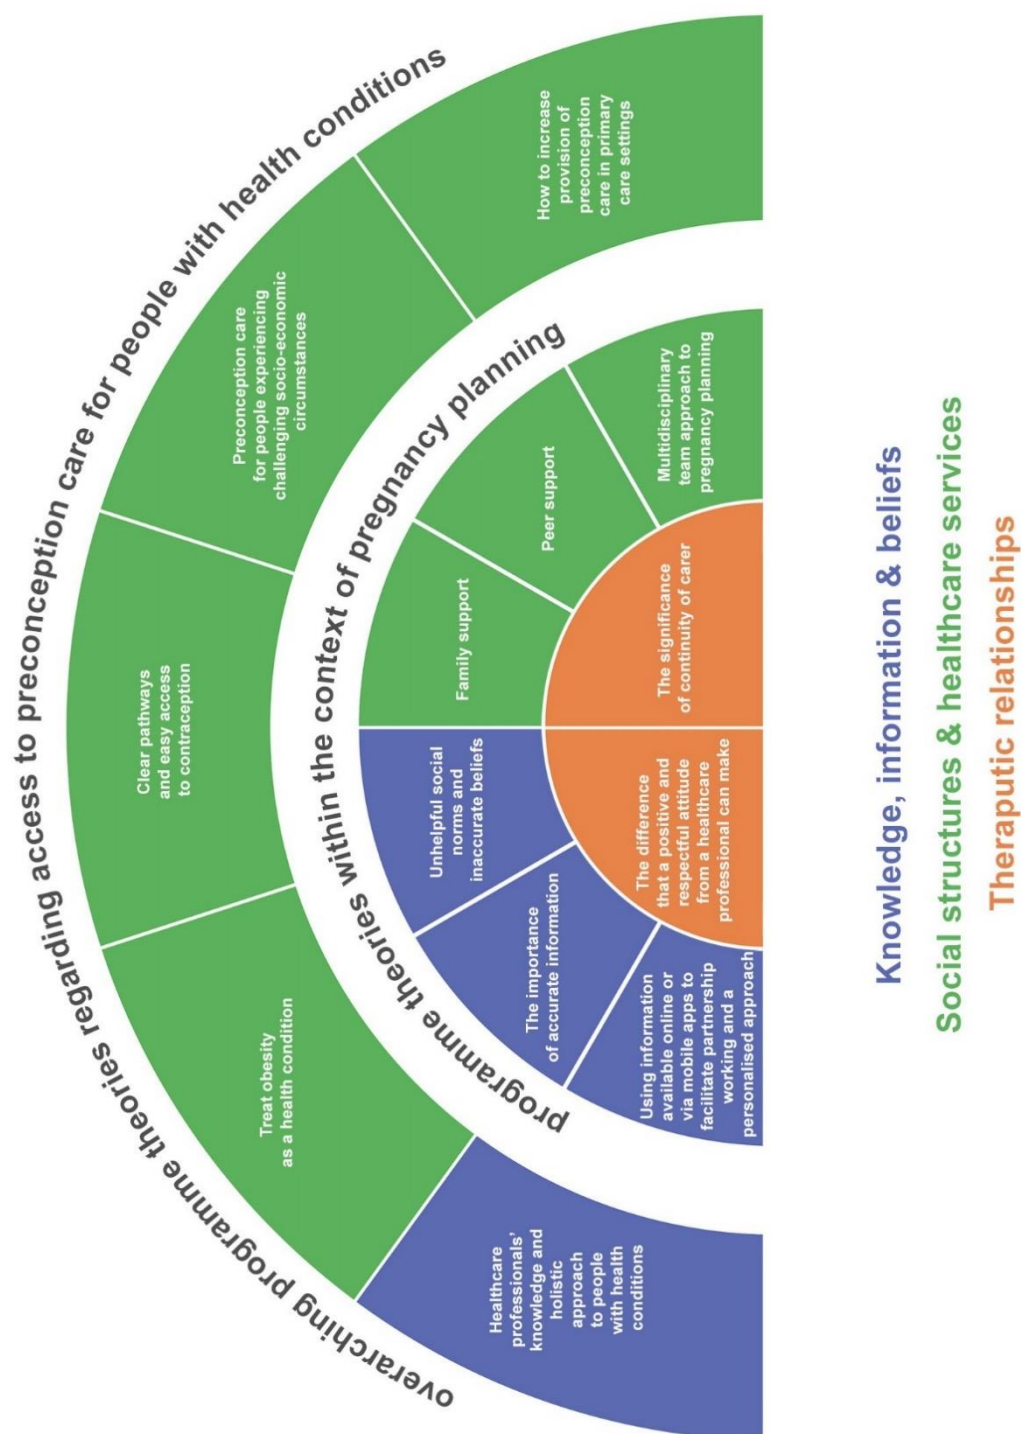 overarching programme theories regarding access to preconception care for people with health conditions
Healthcare
professionals’
knowledge and
holistic
approach
to people
with health
conditions
Treat obesity
as a health condition
Clear pathways
and easy access
to contraception
Preconception care
for people experiencing
challenging socio-economic
circumstances
How to increase
provision of
preconception
care in primary
care settings
programme theories within the context of pregnancy planning
Using information
available online or
via mobile apps to
facilitate partnership
working and a
personalised approach
The importance
of accurate information
Unhelpful social
norms and
inaccurate beliefs
Family support
Peer support
Multidisciplinary
team approach to
pregnancy planning
The difference
that a positive and
respectful attitude
from a healthcare
professional can make
The significance
of continuity of carer
Knowledge, information & beliefs
Social structures & healthcare services
Theraputic relationships